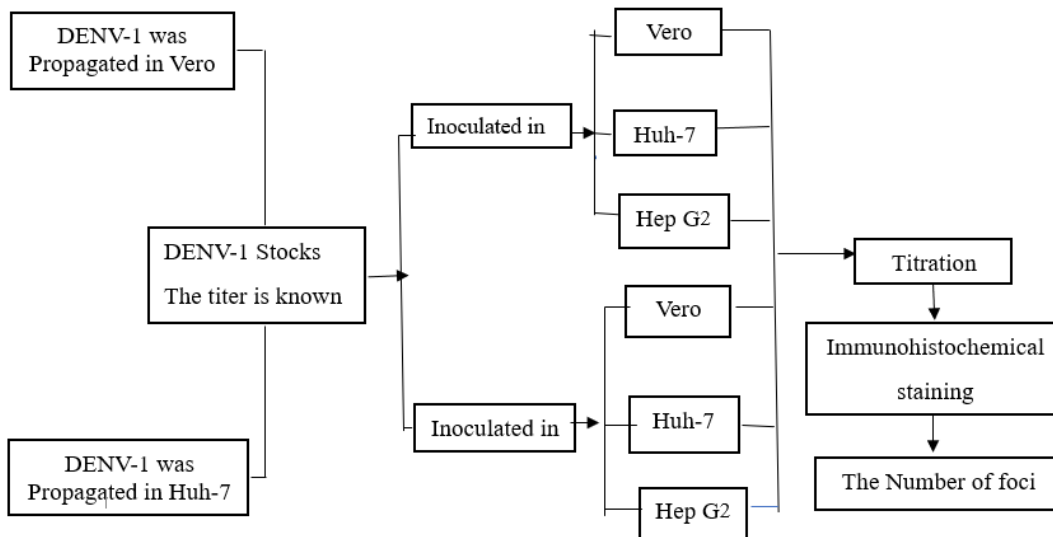 DENV-1 was
Propagated in Vero
DENV-1 Stocks
The titer is known
DENV-1 was
Propagated in Huh-7
Inoculated in
Vero
Huh-7
Hep G2
Inoculated in
Vero
Huh-7
Hep G2
Titration
Immunohistochemical
staining
The Number of foci